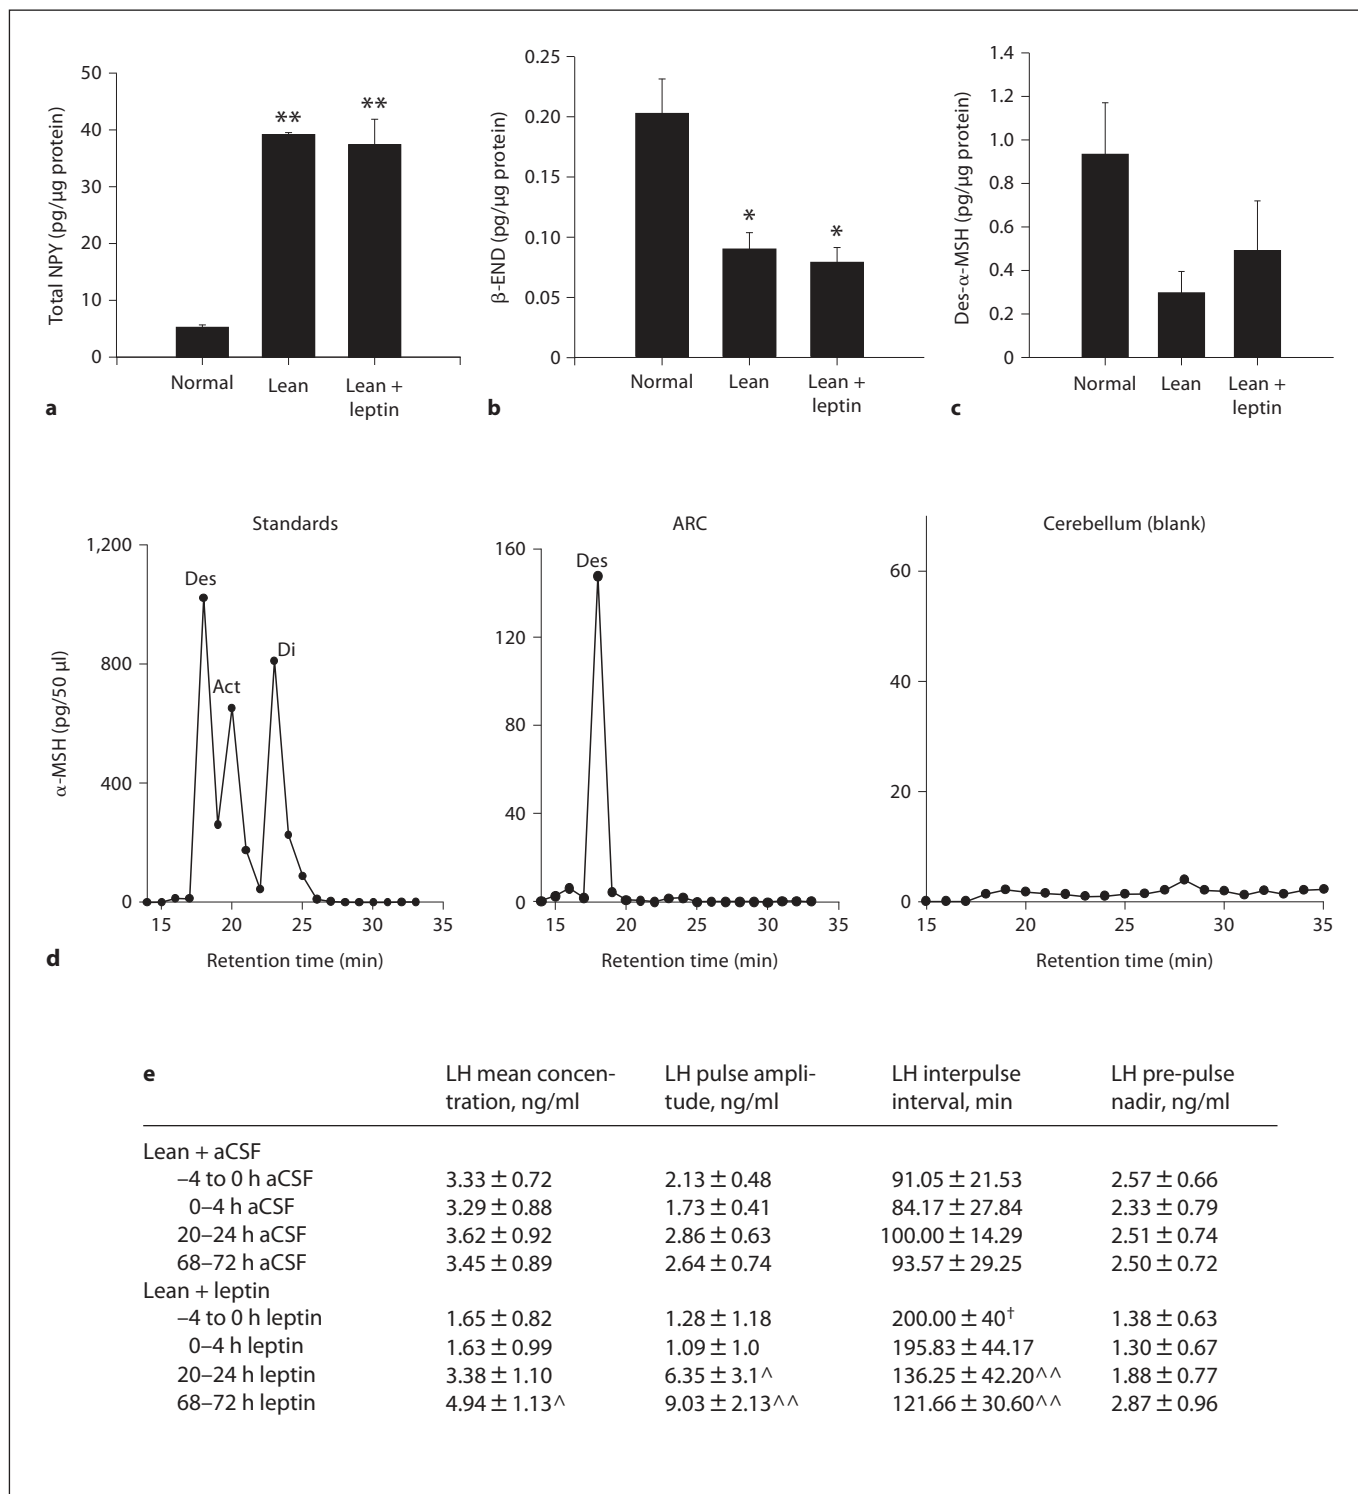 50
40
30
20
10
0
Total NPY (pg/μg protein)
**
**
Normal
Lean
Lean +
leptin
a
0.25
0.20
0.15
0.10
0.05
0
β-END (pg/μg protein)
*
*
Normal
Lean
Lean +
leptin
b
1.4
1.2
1.0
0.8
0.6
0.4
0.2
0
Des-α-MSH (pg/μg protein)
Normal
Lean
Lean +
leptin
c
Standards
1,200
800
400
0
α-MSH (pg/50 μl)
Des
Act
Di
15 20 25 30 35
Retention time (min)
d
ARC
160
120
80
40
0
Des
15 20 25 30 35
Retention time (min)
Cerebellum (blank)
60
40
20
0
15 20 25 30 35
Retention time (min)
e LH mean concen- LH pulse ampli- LH interpulse LH pre-pulse
tration, ng/ml tude, ng/ml interval, min nadir, ng/ml
Lean + aCSF
–4 to 0 h aCSF 3.33 ± 0.72 2.13 ± 0.48 91.05 ± 21.53 2.57 ± 0.66
0–4 h aCSF 3.29 ± 0.88 1.73 ± 0.41 84.17 ± 27.84 2.33 ± 0.79
20–24 h aCSF 3.62 ± 0.92 2.86 ± 0.63 100.00 ± 14.29 2.51 ± 0.74
68–72 h aCSF 3.45 ± 0.89 2.64 ± 0.74 93.57 ± 29.25 2.50 ± 0.72
Lean + leptin
–4 to 0 h leptin 1.65 ± 0.82 1.28 ± 1.18 200.00 ± 40† 1.38 ± 0.63
0–4 h leptin 1.63 ± 0.99 1.09 ± 1.0 195.83 ± 44.17 1.30 ± 0.67
20–24 h leptin 3.38 ± 1.10 6.35 ± 3.1^ 136.25 ± 42.20^^ 1.88 ± 0.77
68–72 h leptin 4.94 ± 1.13^ 9.03 ± 2.13^^ 121.66 ± 30.60^^ 2.87 ± 0.96